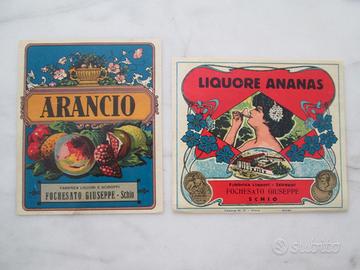 ARANCIO
FABBRICA LIQUORI E SCIROPPI
FOCHESATO GIUSEPPE - Schio
LIQUORE ANANAS
Fabbrica Liquori - Sciroppi
FOCHESATO GIUSEPPE
SCHIO
subito